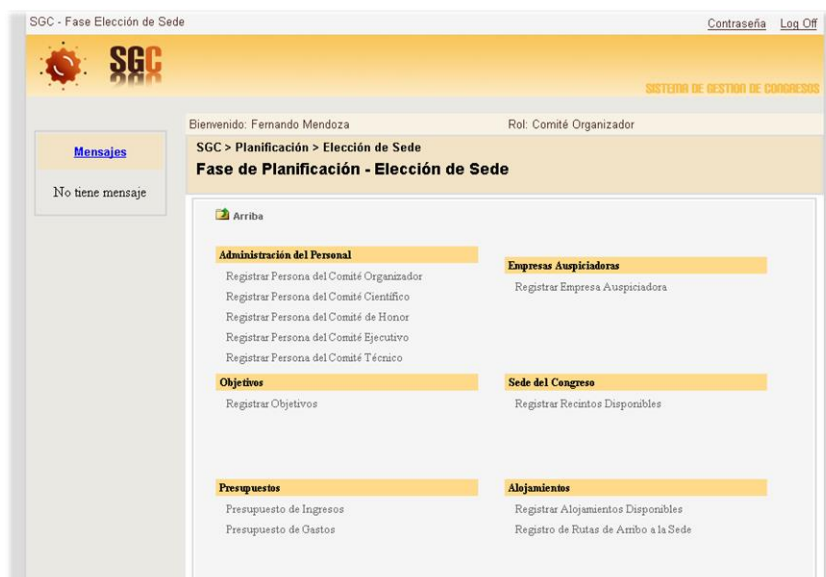 SGC - Fase Elección de Sede
Contraseña Log Off
SGC
SISTEMA DE GESTION DE CONGRESOS
Bienvenido: Fernando Mendoza
Rol: Comité Organizador
Mensajes
No tiene mensaje
SGC > Planificación > Elección de Sede
Fase de Planificación - Elección de Sede
Arriba
Administración del Personal
Registrar Persona del Comité Organizador
Registrar Persona del Comité Científico
Registrar Persona del Comité de Honor
Registrar Persona del Comité Ejecutivo
Registrar Persona del Comité Técnico
Empresas Auspiciadoras
Registrar Empresa Auspiciadora
Objetivos
Registrar Objetivos
Sede del Congreso
Registrar Recintos Disponibles
Presupuestos
Presupuesto de Ingresos
Presupuesto de Gastos
Alojamientos
Registrar Alojamientos Disponibles
Registro de Rutas de Arribo a la Sede